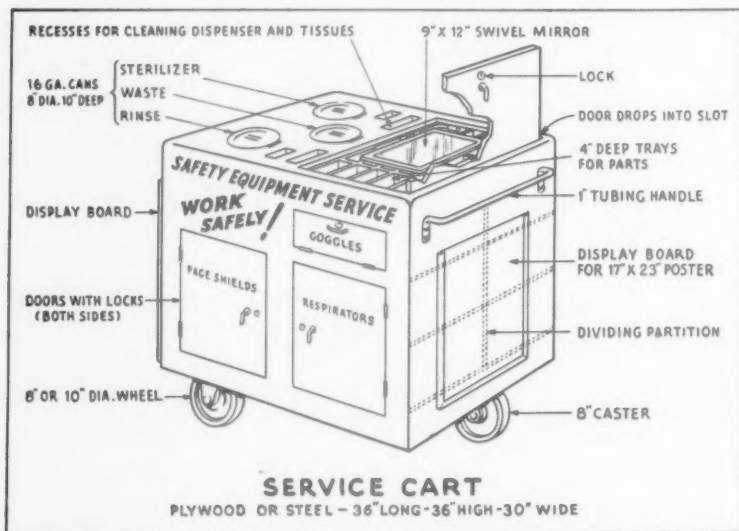 RECESSES FOR CLEANING DISPENSER AND TISSUES
9" X 12" SWIVEL MIRROR
STERILIZER
16 GA. CANS
8" DIA. 10" DEEP
WASTE
RINSE
LOCK
DOOR DROPS INTO SLOT
4" DEEP TRAYS
FOR PARTS
1" TUBING HANDLE
SAFETY EQUIPMENT SERVICE
WORK
SAFELY!
GOGGLES
DISPLAY BOARD
DISPLAY BOARD
FOR 17" X 23" POSTER
FACE SHIELDS
RESPIRATORS
DOORS WITH LOCKS
(BOTH SIDES)
DIVIDING PARTITION
8" OR 10" DIA. WHEEL
8" CASTER
SERVICE CART
PLYWOOD OR STEEL - 36" LONG - 36" HIGH - 30" WIDE